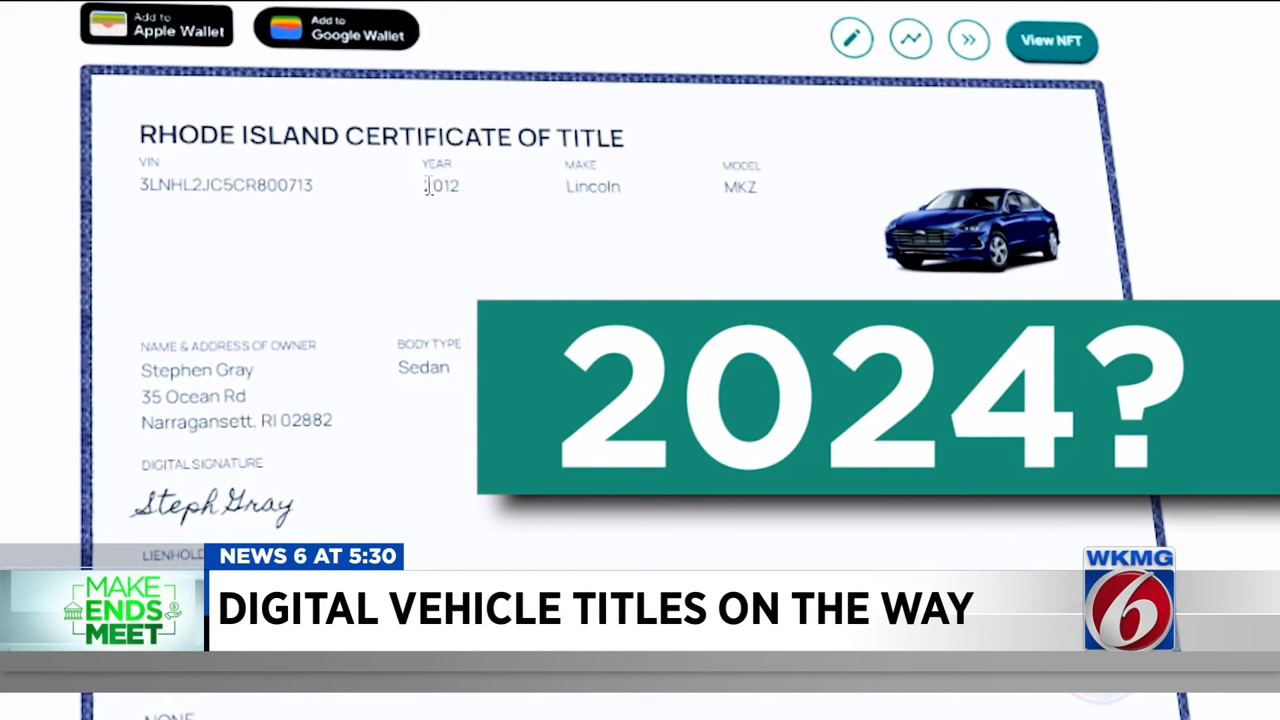 Add to
Apple Wallet
Add to
Google Wallet
View NFT
RHODE ISLAND CERTIFICATE OF TITLE
VIN
YEAR
MAKE
MODEL
3LNHL2JC5CR800713
2012
Lincoln
MKZ
2024?
NAME & ADDRESS OF OWNER
BODY TYPE
Stephen Gray
Sedan
35 Ocean Rd
Narragansett, RI 02882
DIGITAL SIGNATURE
Steph Gray
LIENHOLD
NEWS 6 AT 5:30
MAKE
ENDS
MEET
DIGITAL VEHICLE TITLES ON THE WAY
WKMG
6
NONE